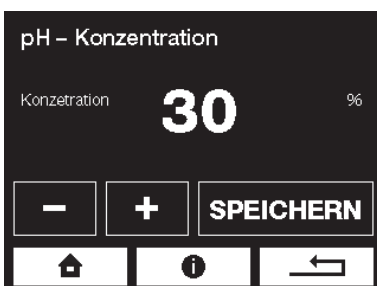 pH – Konzentration
Konzetration 30 %
– + SPEICHERN
i